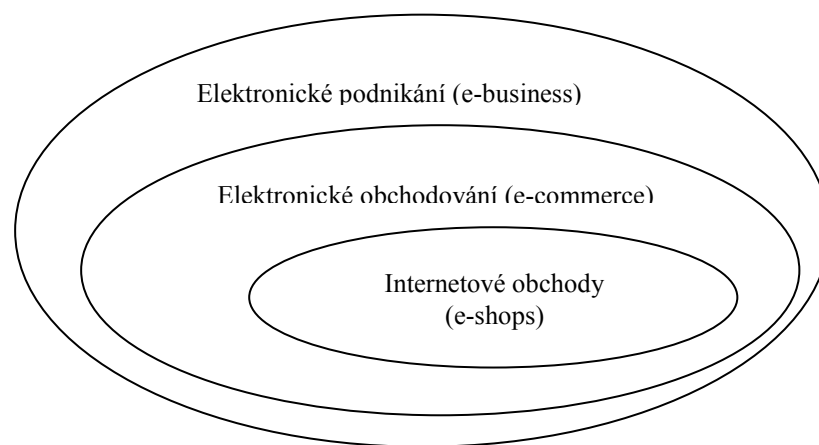 Elektronické podnikání (e-business)
Elektronické obchodování (e-commerce)
Internetové obchody
(e-shops)